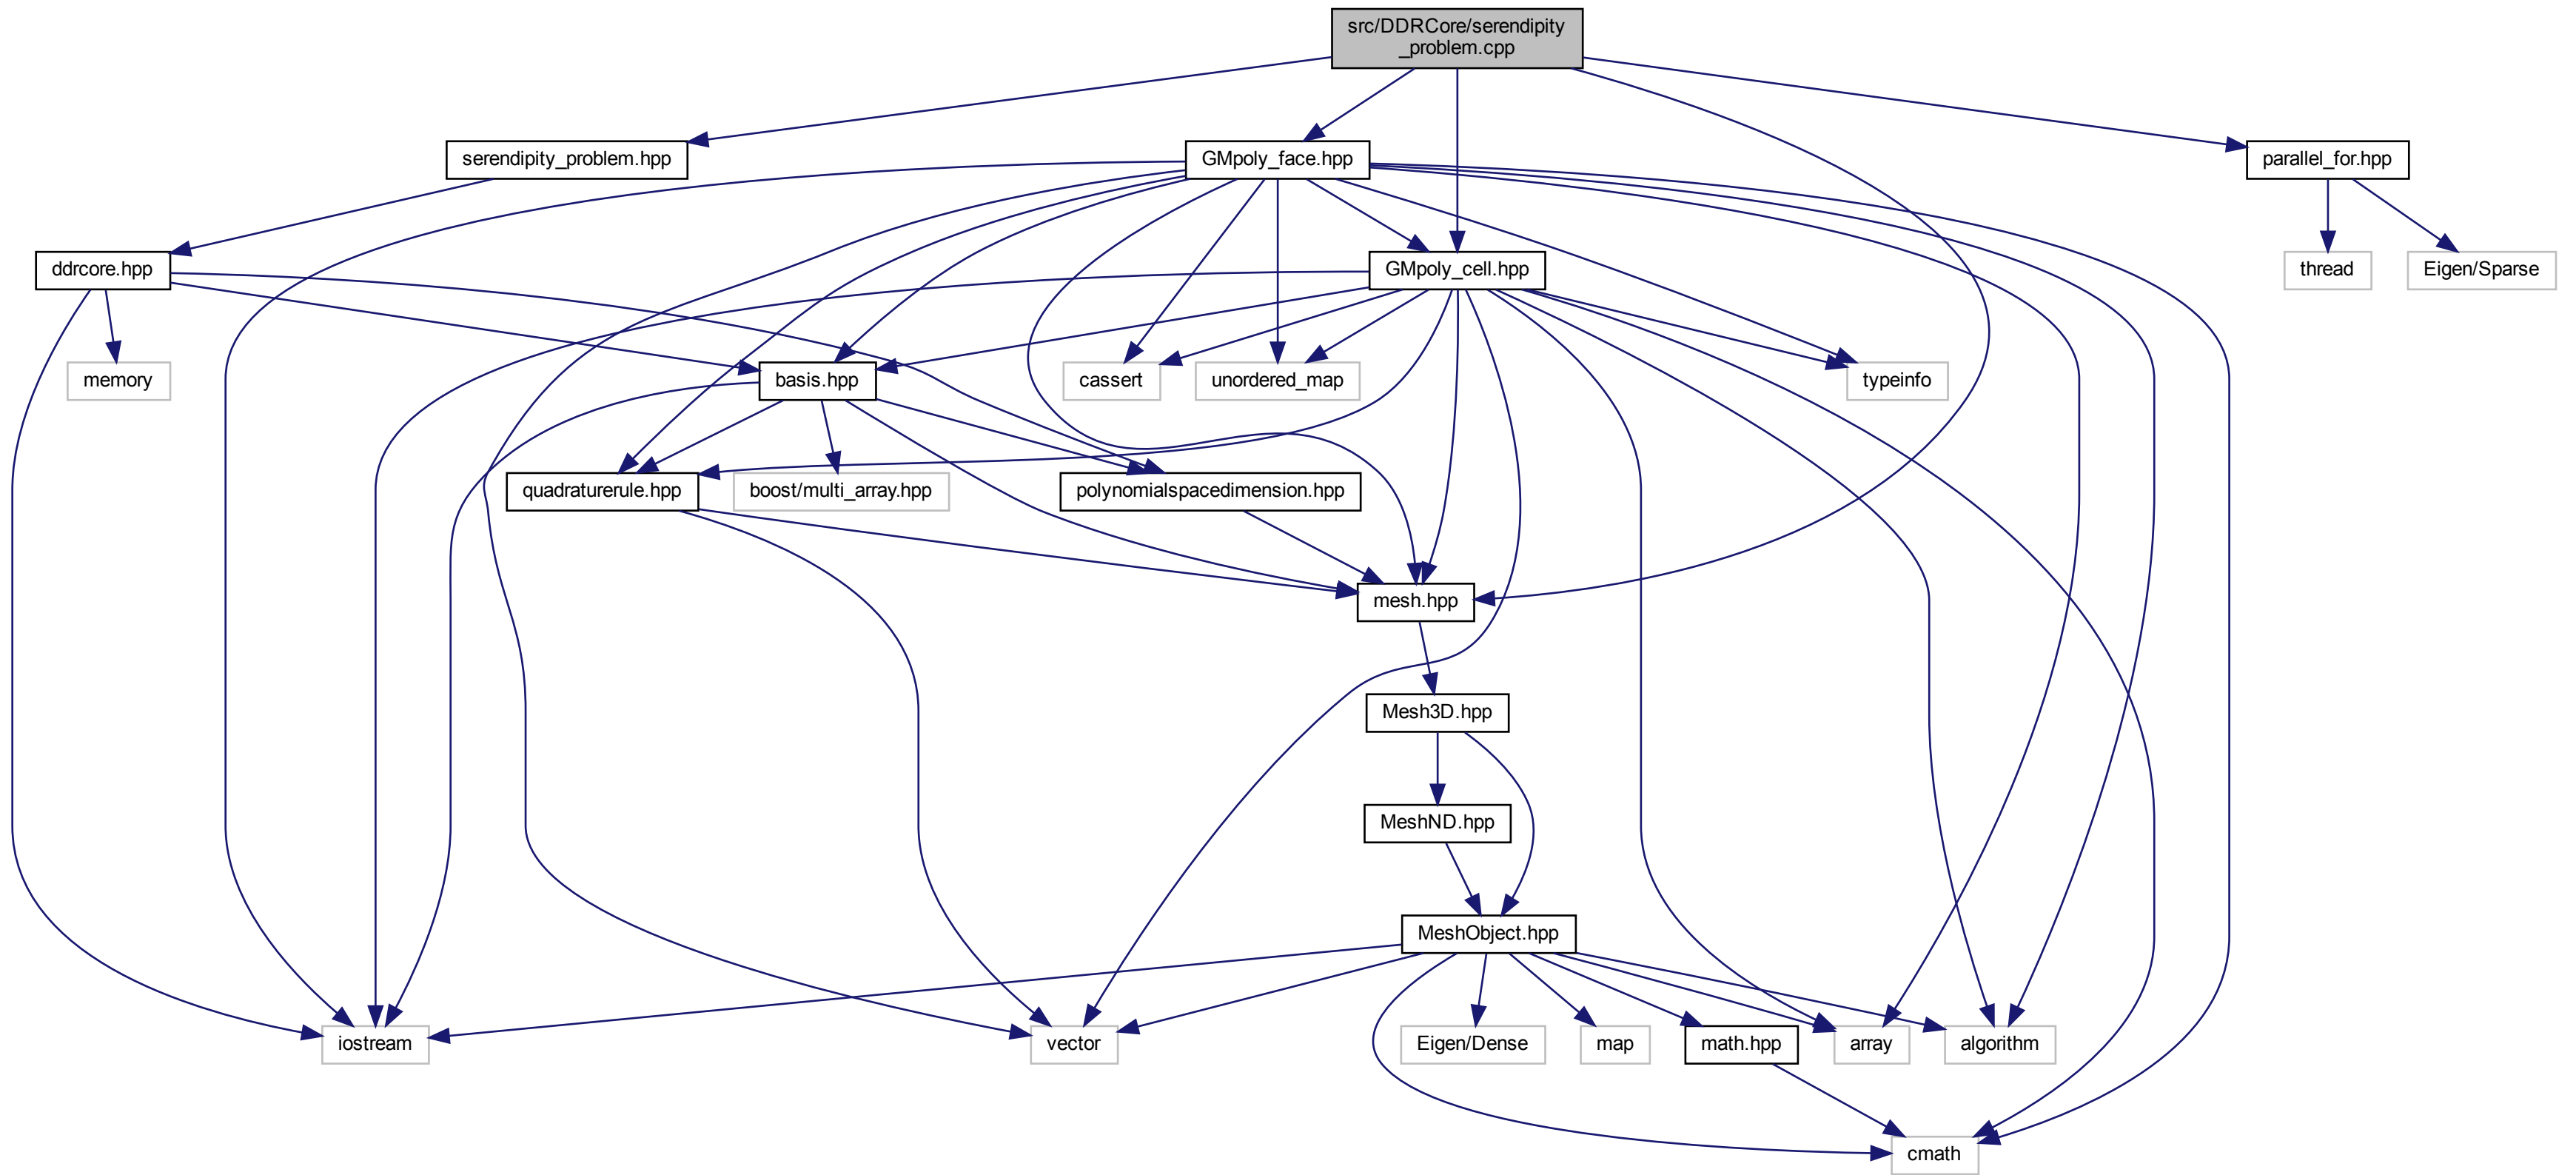 src/DDRCore/serendipity
_problem.cpp
serendipity_problem.hpp
GMpoly_face.hpp
parallel_for.hpp
ddrcore.hpp
GMpoly_cell.hpp
thread
Eigen/Sparse
memory
basis.hpp
cassert
unordered_map
typeinfo
quadraturerule.hpp
boost/multi_array.hpp
polynomialspacedimension.hpp
mesh.hpp
Mesh3D.hpp
MeshND.hpp
MeshObject.hpp
iostream
vector
Eigen/Dense
map
math.hpp
array
algorithm
cmath